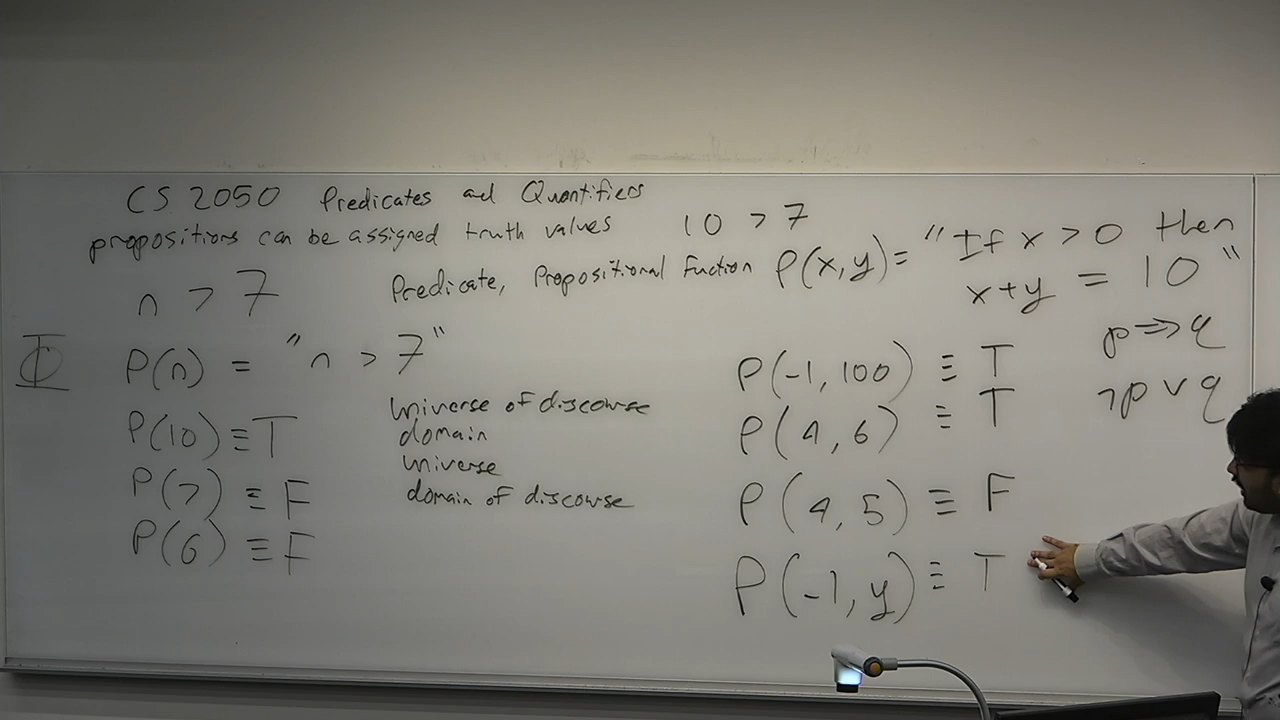 CS 2050 Predicates and Quantifiers
propositions can be assigned truth values
10 > 7
n > 7
Predicate, Propositional Fuction
P(x,y) = "If x > 0 then
x+y = 10"
P(n) = "n > 7"
P(10) ≡ T
P(7) ≡ F
P(6) ≡ F
Universe of discourse
domain
universe
domain of discourse
p => q
¬p ∨ q
P(-1, 100) ≡ T
P(4, 6) ≡ T
P(4, 5) ≡ F
P(-1, y) ≡ T